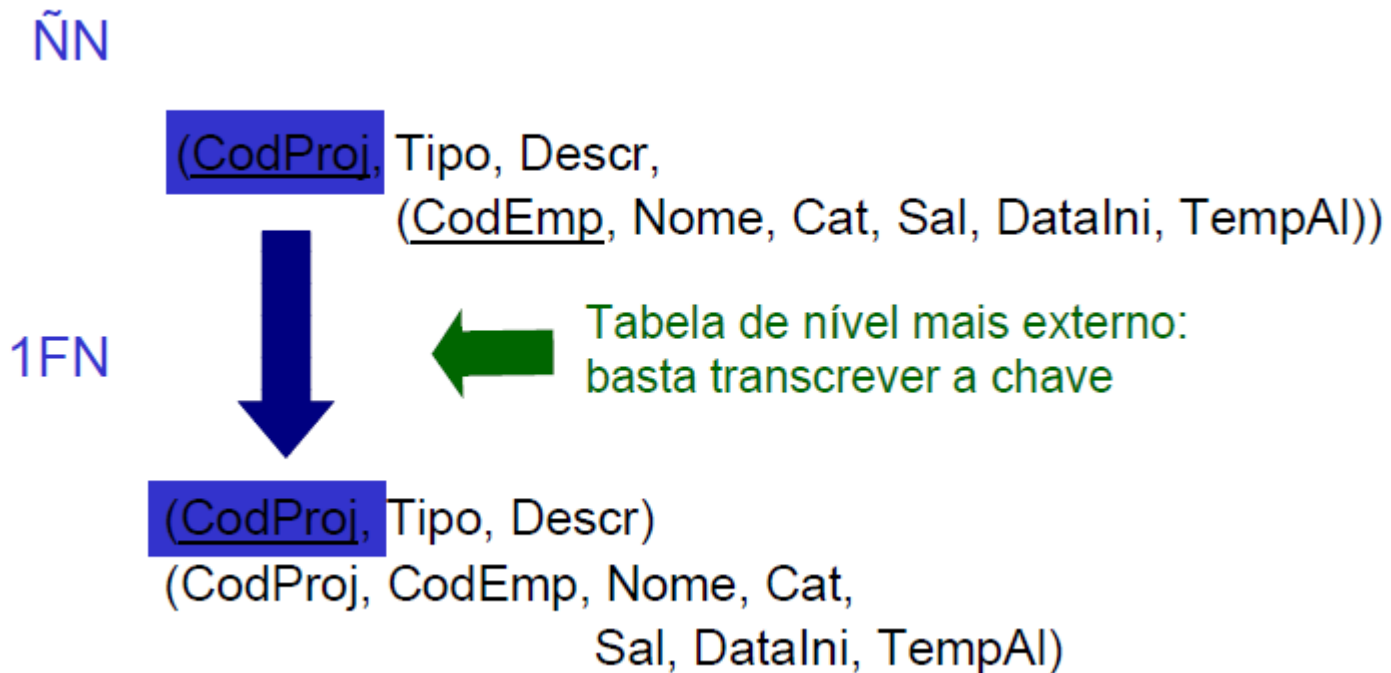 ÑN
(CodProj, Tipo, Descr,
(CodEmp, Nome, Cat, Sal, DataIni, TempAl))
1FN
Tabela de nível mais externo:
basta transcrever a chave
(CodProj, Tipo, Descr)
(CodProj, CodEmp, Nome, Cat,
Sal, DataIni, TempAl)